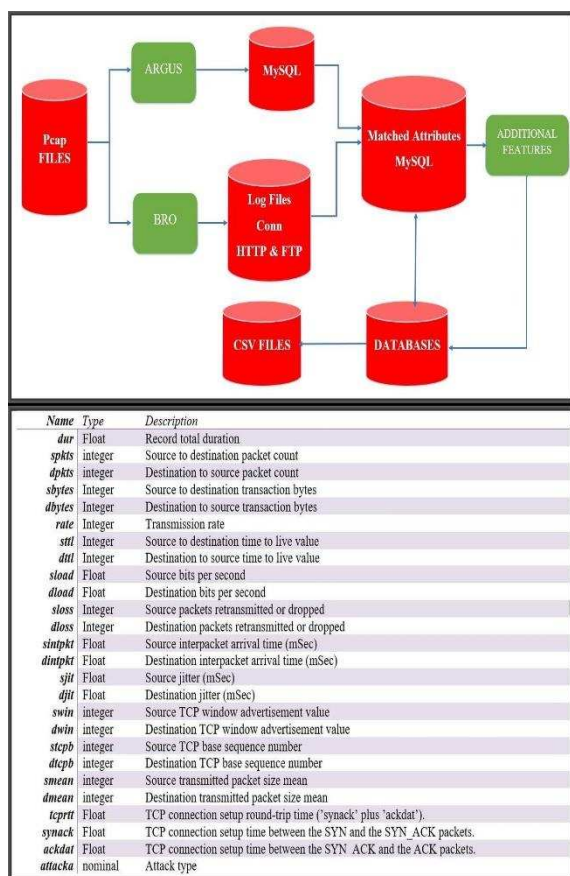 ARGUS
MySQL
Pcap
FILES
Matched Attributes
MySQL
ADDITIONAL
FEATURES
BRO
Log Files
Conn
HTTP & FTP
CSV FILES
DATABASES
Name Type Description
dur Float Record total duration
spkts integer Source to destination packet count
dpkts integer Destination to source packet count
sbytes Integer Source to destination transaction bytes
dbytes Integer Destination to source transaction bytes
rate Integer Transmission rate
sttl Integer Source to destination time to live value
dttl Integer Destination to source time to live value
sload Float Source bits per second
dload Float Destination bits per second
sloss Integer Source packets retransmitted or dropped
dloss Integer Destination packets retransmitted or dropped
sintpkt Float Source interpacket arrival time (mSec)
dintpkt Float Destination interpacket arrival time (mSec)
sjit Float Source jitter (mSec)
djit Float Destination jitter (mSec)
swin integer Source TCP window advertisement value
dwin integer Destination TCP window advertisement value
stcpb integer Source TCP base sequence number
dtcpb integer Destination TCP base sequence number
smean integer Source transmitted packet size mean
dmean integer Destination transmitted packet size mean
tcprtt Float TCP connection setup round-trip time ('synack' plus 'ackdat').
synack Float TCP connection setup time between the SYN and the SYN_ACK packets.
ackdat Float TCP connection setup time between the SYN_ACK and the ACK packets.
attacka nominal Attack type